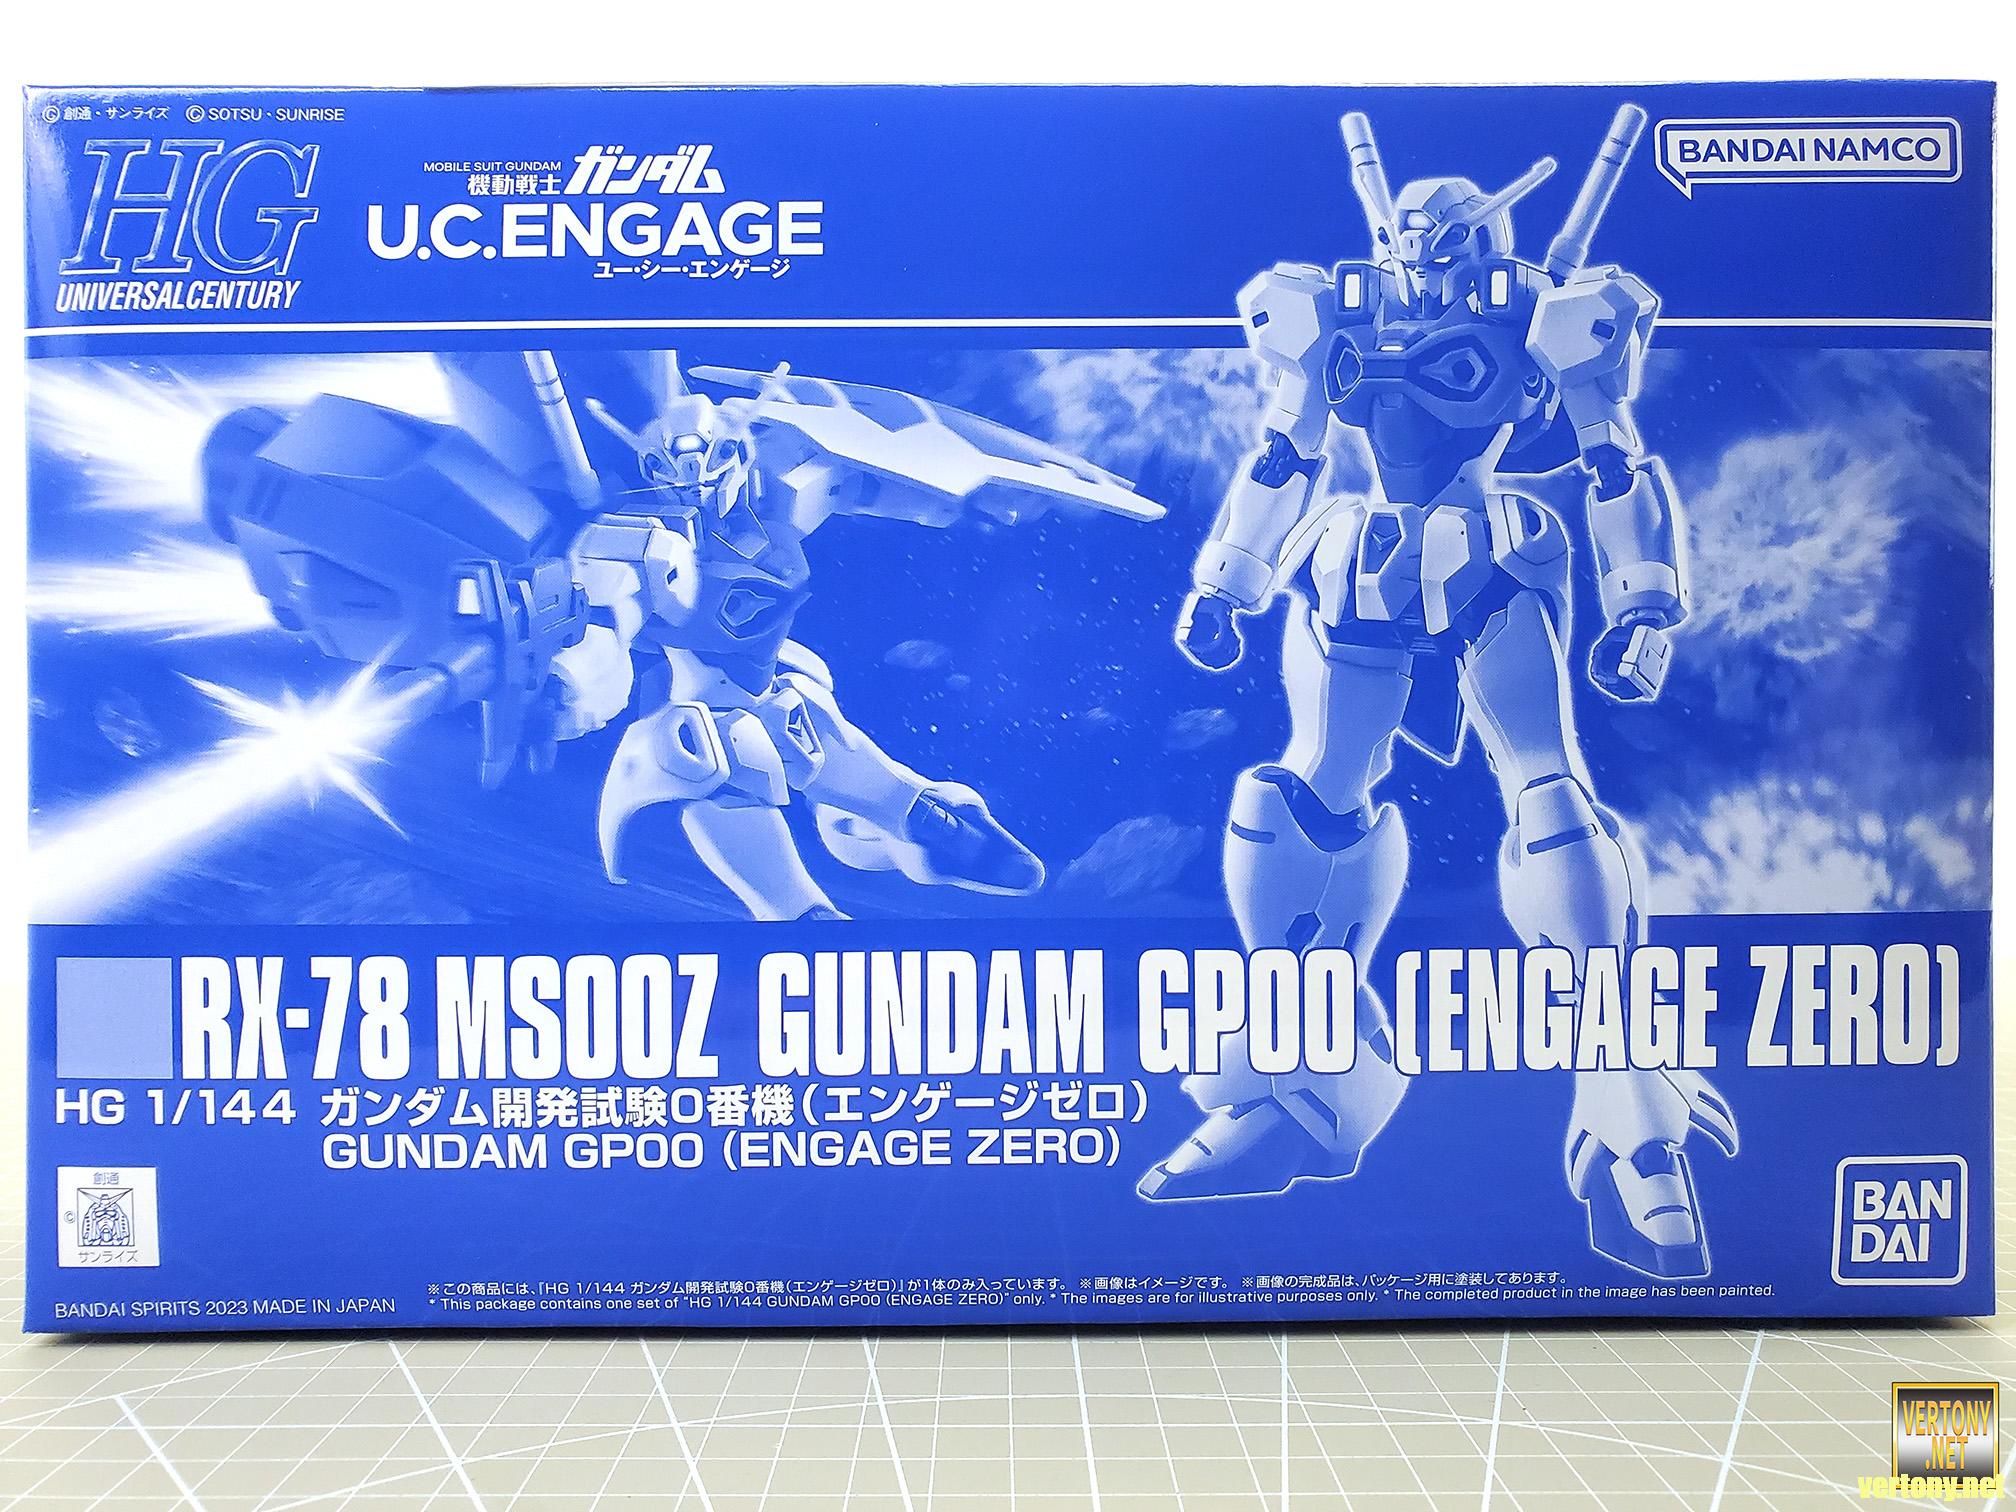 ©創通・サンライズ ©SOTSU・SUNRISE
HG
UNIVERSAL CENTURY
MOBILE SUIT GUNDAM
機動戦士ガンダム
U.C.ENGAGE
ユー・シー・エンゲージ
BANDAI NAMCO
RX-78 MS00Z GUNDAM GP00 (ENGAGE ZERO)
HG 1/144 ガンダム開発試験0番機(エンゲージゼロ)
GUNDAM GP00 (ENGAGE ZERO)
創通
©
サンライズ
BAN
DAI
BANDAI SPIRITS 2023 MADE IN JAPAN
※この商品には、『HG 1/144 ガンダム開発試験0番機(エンゲージゼロ)』が1体のみ入っています。 ※画像はイメージです。 ※画像の完成品は、パッケージ用に塗装してあります。
* This package contains one set of "HG 1/144 GUNDAM GP00 (ENGAGE ZERO)" only. * The images are for illustrative purposes only. * The completed product in the image has been painted.
VERTONY
.NET
vertony.net